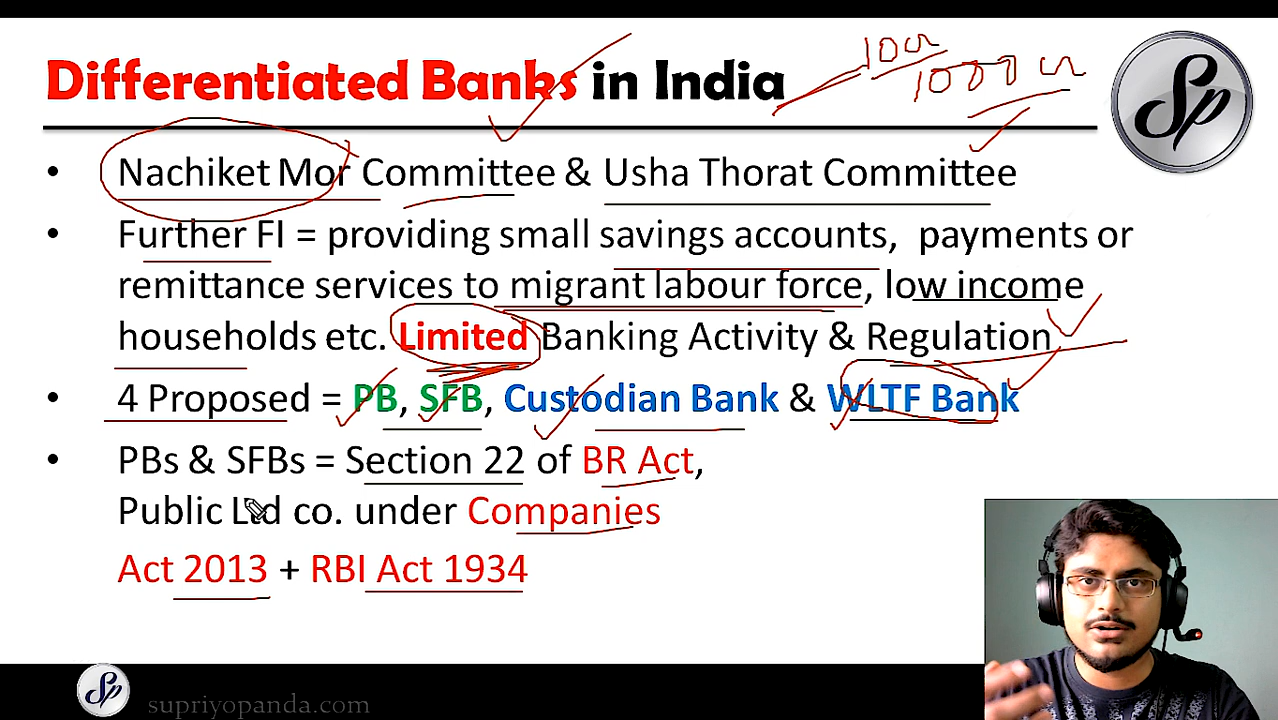 Differentiated Banks in India
10 cr
1000 cr
Sp
• Nachiket Mor Committee & Usha Thorat Committee
• Further FI = providing small savings accounts, payments or
remittance services to migrant labour force, low income
households etc. Limited Banking Activity & Regulation
• 4 Proposed = PB, SFB, Custodian Bank & WLTF Bank
• PBs & SFBs = Section 22 of BR Act,
Public Ltd co. under Companies
Act 2013 + RBI Act 1934
Sp
supriyopanda.com